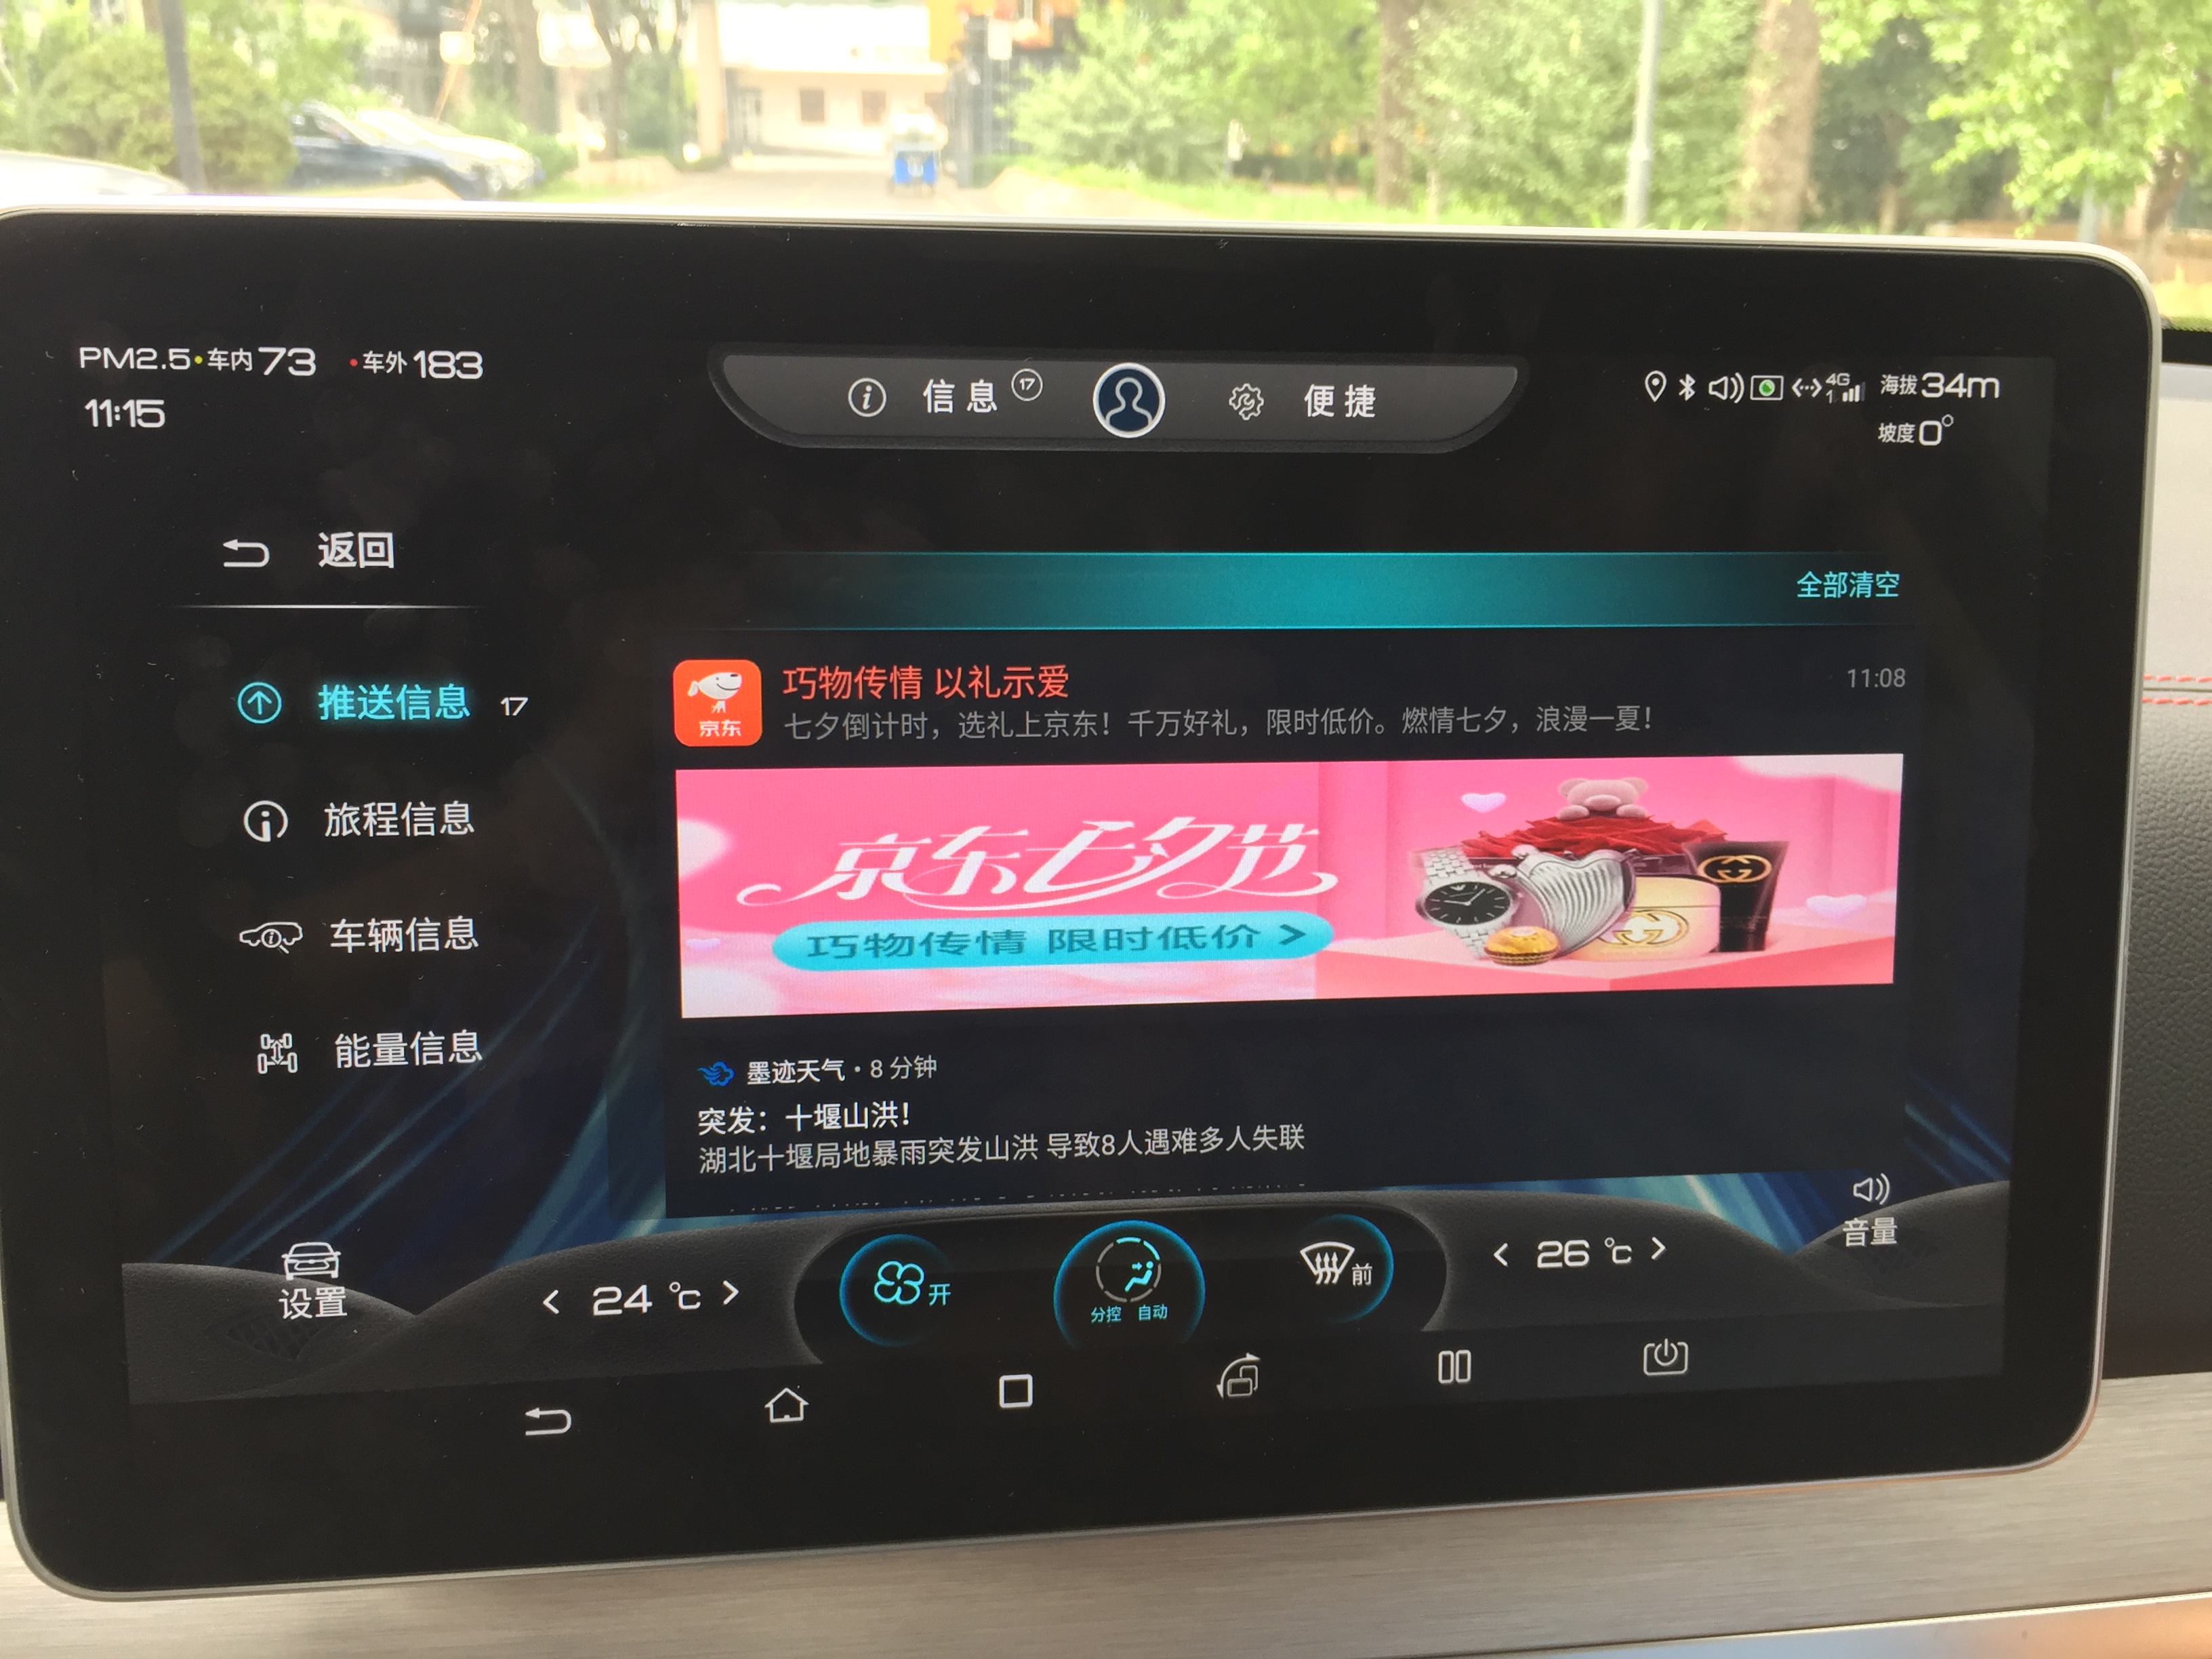 PM2.5 车内 73 车外 183
11:15
信息 17 便捷
4G 1 海拔 34m
坡度 0°
返回
全部清空
推送信息 17
旅程信息
车辆信息
能量信息
京东
巧物传情 以礼示爱 11:08
七夕倒计时，选礼上京东！千万好礼，限时低价。燃情七夕，浪漫一夏！
京东七夕节
巧物传情 限时低价 >
墨迹天气·8 分钟
突发：十堰山洪！
湖北十堰局地暴雨突发山洪 导致8人遇难多人失联
设置
< 24 ℃ >
开
分控 自动
前
< 26 ℃ >
音量